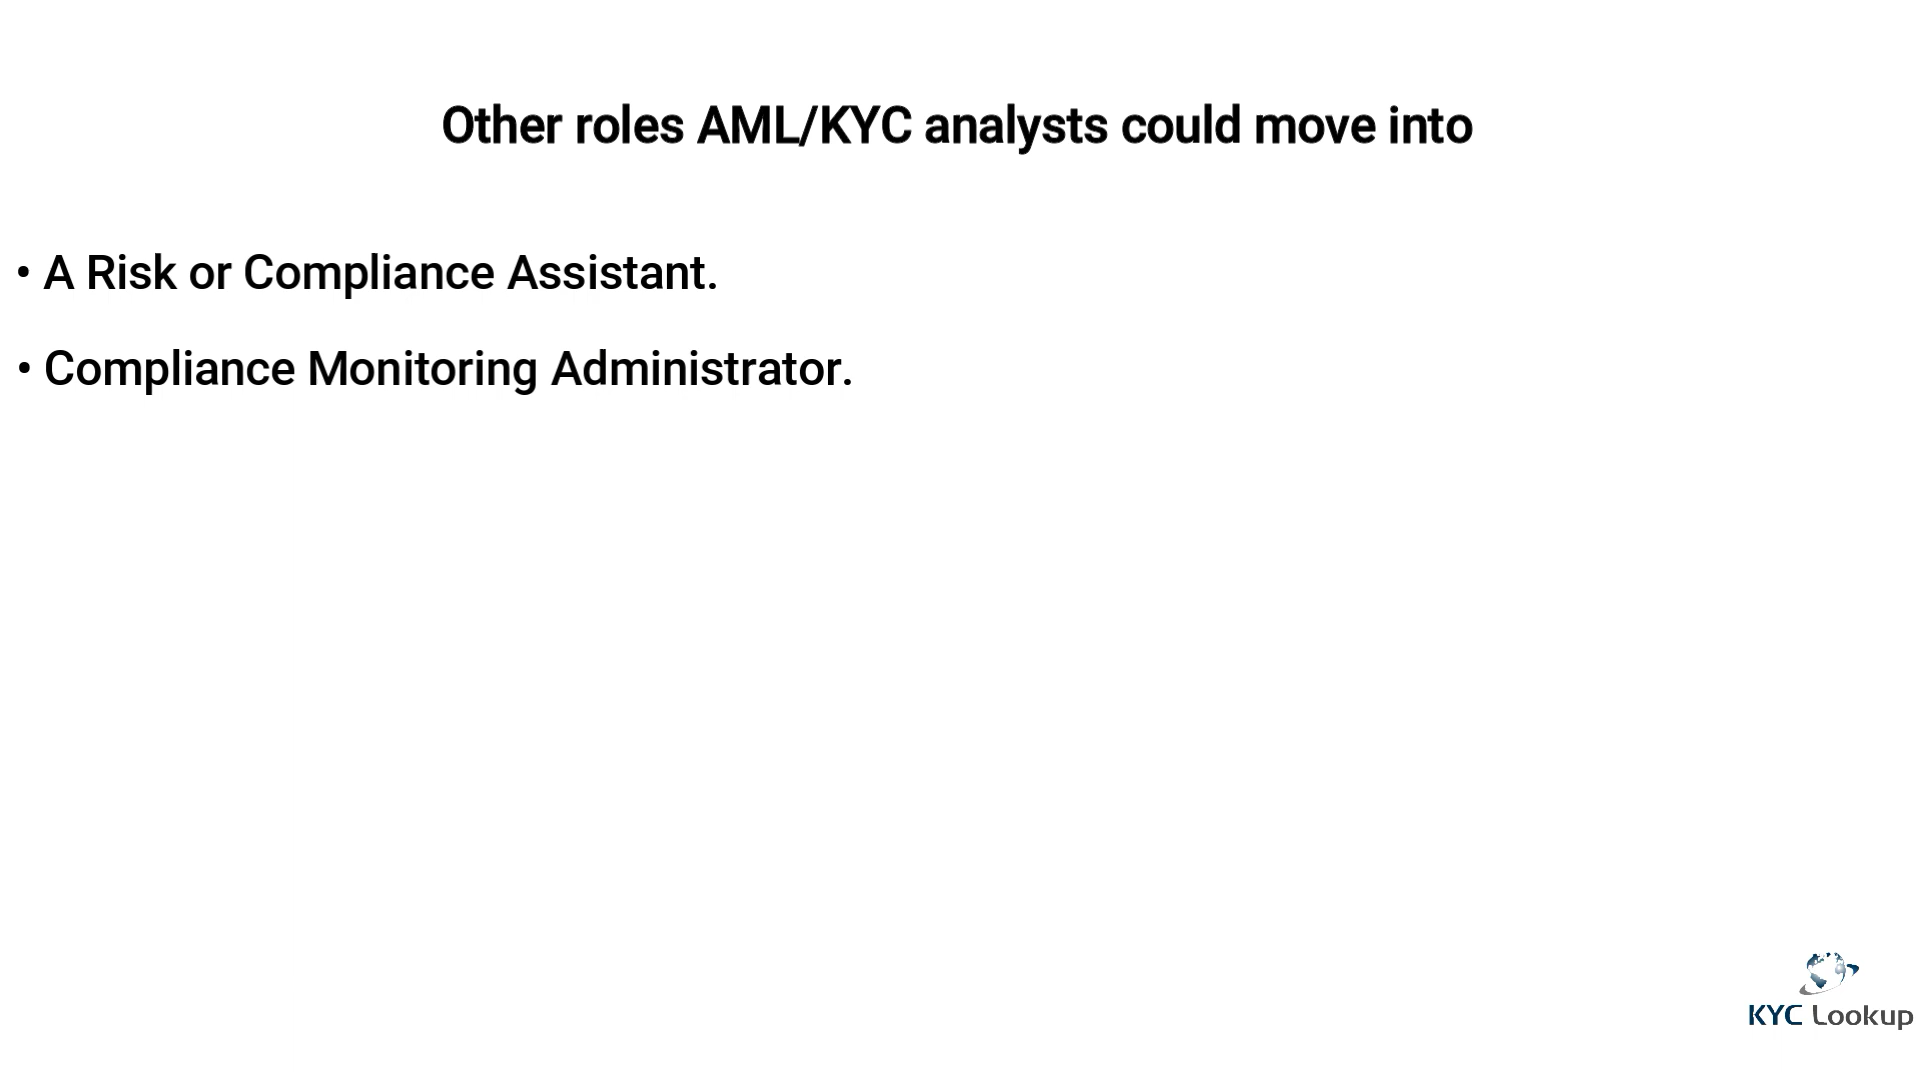 Other roles AML/KYC analysts could move into
• A Risk or Compliance Assistant.
• Compliance Monitoring Administrator.
KYC Lookup